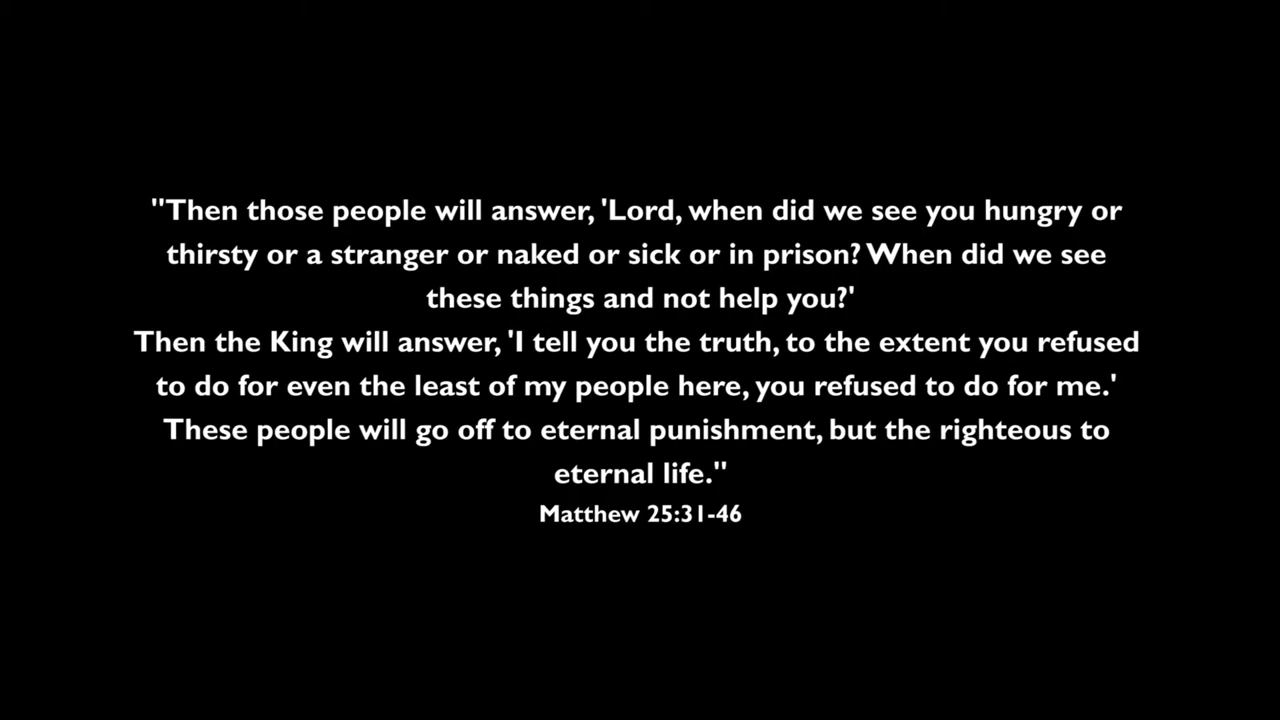 "Then those people will answer, 'Lord, when did we see you hungry or
thirsty or a stranger or naked or sick or in prison? When did we see
these things and not help you?'
Then the King will answer, 'I tell you the truth, to the extent you refused
to do for even the least of my people here, you refused to do for me.'
These people will go off to eternal punishment, but the righteous to
eternal life."
Matthew 25:31-46